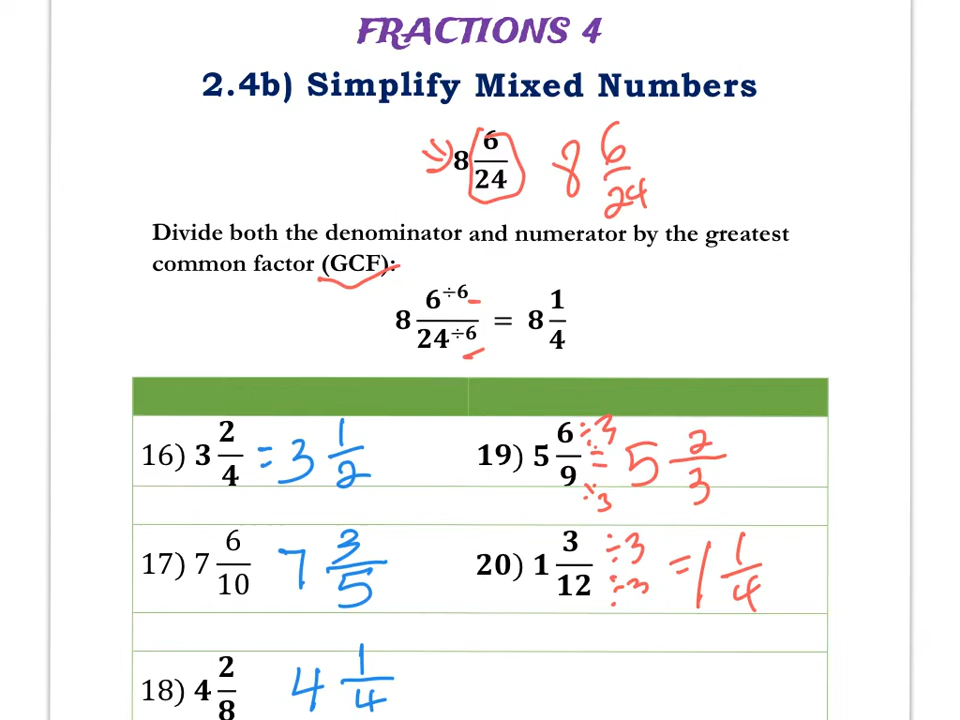 FRACTIONS 4
2.4b) Simplify Mixed Numbers
8 6/24 8 6/24
Divide both the denominator and numerator by the greatest
common factor (GCF):
8 6÷6/24÷6 = 8 1/4
16) 3 2/4 = 3 1/2
19) 5 6/9 ÷3 ÷3 = 5 2/3
17) 7 6/10 7 3/5
20) 1 3/12 ÷3 ÷3 = 1 1/4
18) 4 2/8 4 1/4